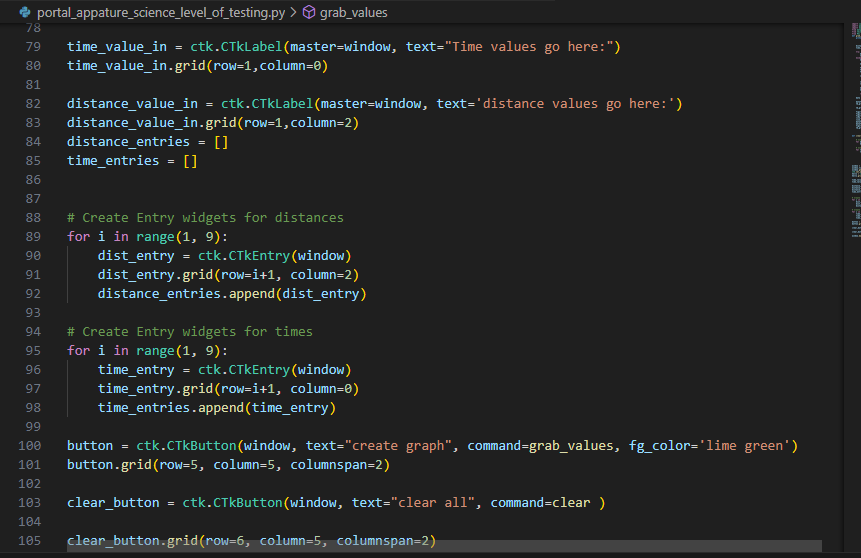 portal_appature_science_level_of_testing.py > grab_values
78
79 time_value_in = ctk.CTkLabel(master=window, text="Time values go here:")
80 time_value_in.grid(row=1,column=0)
81
82 distance_value_in = ctk.CTkLabel(master=window, text='distance values go here:')
83 distance_value_in.grid(row=1,column=2)
84 distance_entries = []
85 time_entries = []
86
87
88 # Create Entry widgets for distances
89 for i in range(1, 9):
90     dist_entry = ctk.CTkEntry(window)
91     dist_entry.grid(row=i+1, column=2)
92     distance_entries.append(dist_entry)
93
94 # Create Entry widgets for times
95 for i in range(1, 9):
96     time_entry = ctk.CTkEntry(window)
97     time_entry.grid(row=i+1, column=0)
98     time_entries.append(time_entry)
99
100 button = ctk.CTkButton(window, text="create graph", command=grab_values, fg_color='lime green')
101 button.grid(row=5, column=5, columnspan=2)
102
103 clear_button = ctk.CTkButton(window, text="clear all", command=clear )
104
105 clear_button.grid(row=6, column=5, columnspan=2)